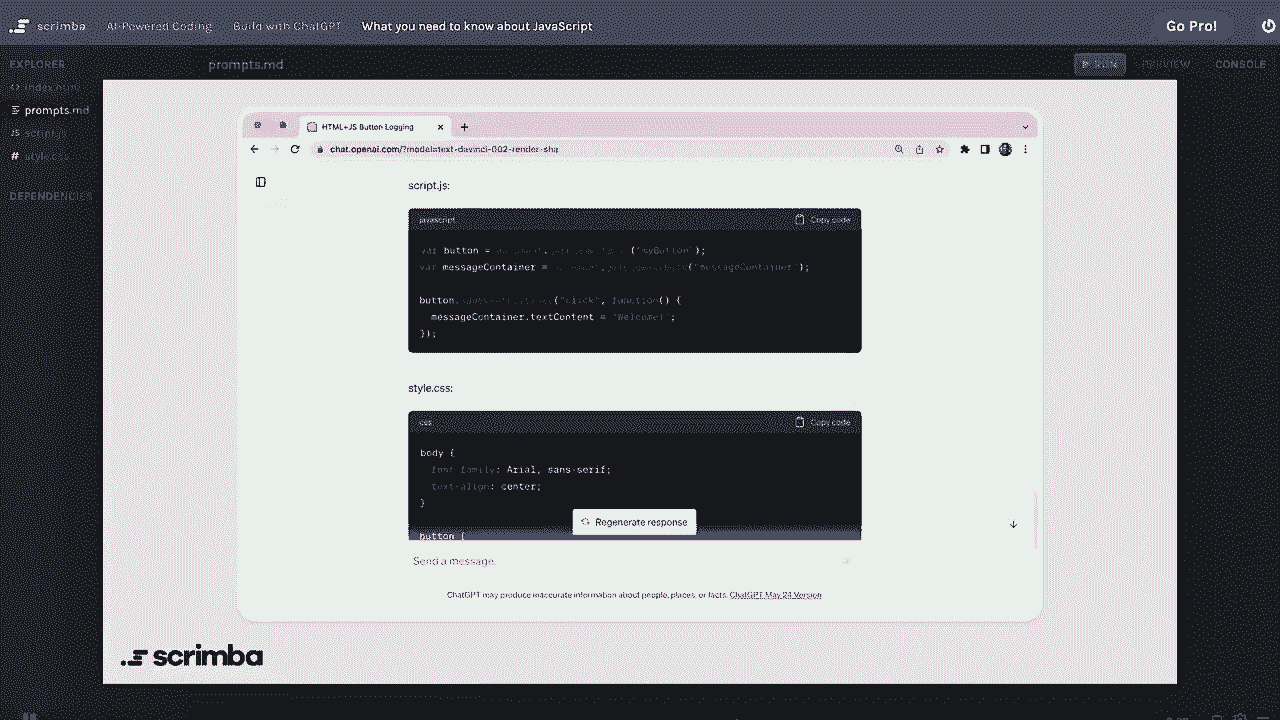 scrimba AI-Powered Coding Build with ChatGPT What you need to know about JavaScript Go Pro!
EXPLORER prompts.md RUN PREVIEW CONSOLE
index.html
prompts.md
script.js
style.css
DEPENDENCIES
HTML+JS Button Logging
chat.openai.com/?model=text-davinci-002-render-sha
script.js:
javascript Copy code
var button = ("myButton");
var messageContainer = ("messageContainer");
button. ("click", function() {
messageContainer.textContent = "Welcome!";
});
style.css:
css Copy code
body {
font-family: Arial, sans-serif;
text-align: center;
}
button {
Regenerate response
Send a message.
ChatGPT may produce inaccurate information about people, places, or facts. ChatGPT May 24 Version
scrimba